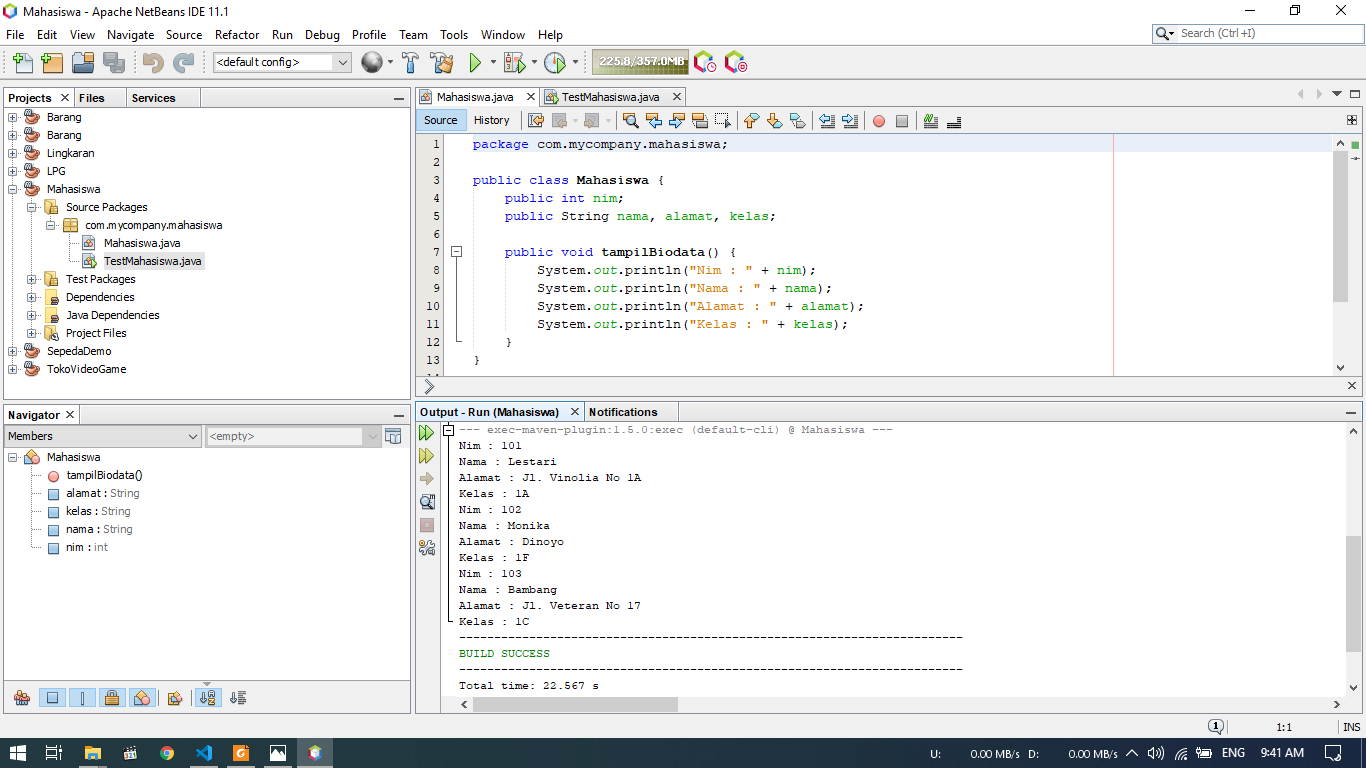 Mahasiswa - Apache NetBeans IDE 11.1
File Edit View Navigate Source Refactor Run Debug Profile Team Tools Window Help
Search (Ctrl+I)
<default config>
225.8/357.0MB
Projects Files Services
Barang
Barang
Lingkaran
LPG
Mahasiswa
Source Packages
com.mycompany.mahasiswa
Mahasiswa.java
TestMahasiswa.java
Test Packages
Dependencies
Java Dependencies
Project Files
SepedaDemo
TokoVideoGame
Navigator
Members
<empty>
Mahasiswa
tampilBiodata()
alamat : String
kelas : String
nama : String
nim : int
Mahasiswa.java TestMahasiswa.java
Source History
1 package com.mycompany.mahasiswa;
2
3 public class Mahasiswa {
4 public int nim;
5 public String nama, alamat, kelas;
6
7 public void tampilBiodata() {
8 System.out.println("Nim : " + nim);
9 System.out.println("Nama : " + nama);
10 System.out.println("Alamat : " + alamat);
11 System.out.println("Kelas : " + kelas);
12 }
13 }
Output - Run (Mahasiswa) Notifications
--- exec-maven-plugin:1.5.0:exec (default-cli) @ Mahasiswa ---
Nim : 101
Nama : Lestari
Alamat : Jl. Vinolia No 1A
Kelas : 1A
Nim : 102
Nama : Monika
Alamat : Dinoyo
Kelas : 1F
Nim : 103
Nama : Bambang
Alamat : Jl. Veteran No 17
Kelas : 1C
------------------------------------------------------------------------
BUILD SUCCESS
------------------------------------------------------------------------
Total time: 22.567 s
1 1:1 INS
U: 0.00 MB/s D: 0.00 MB/s ENG 9:41 AM